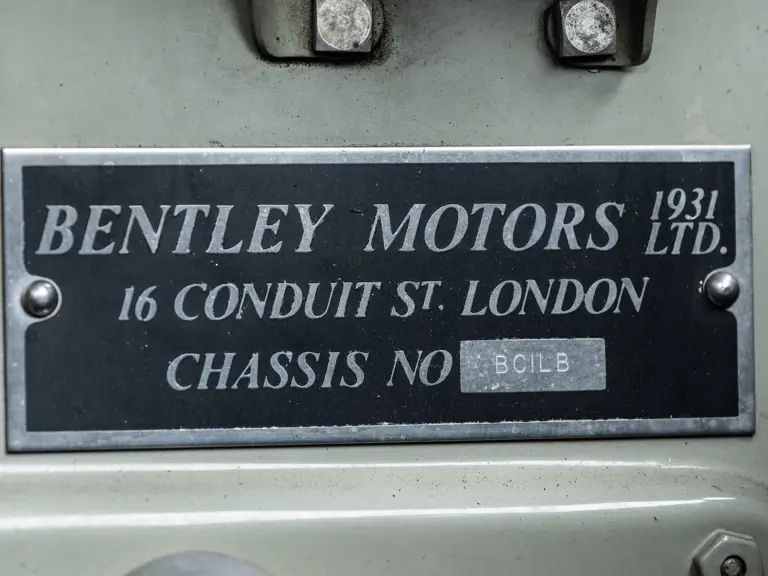 BENTLEY MOTORS 1931 LTD.
16 CONDUIT ST. LONDON
CHASSIS NO BC1LB